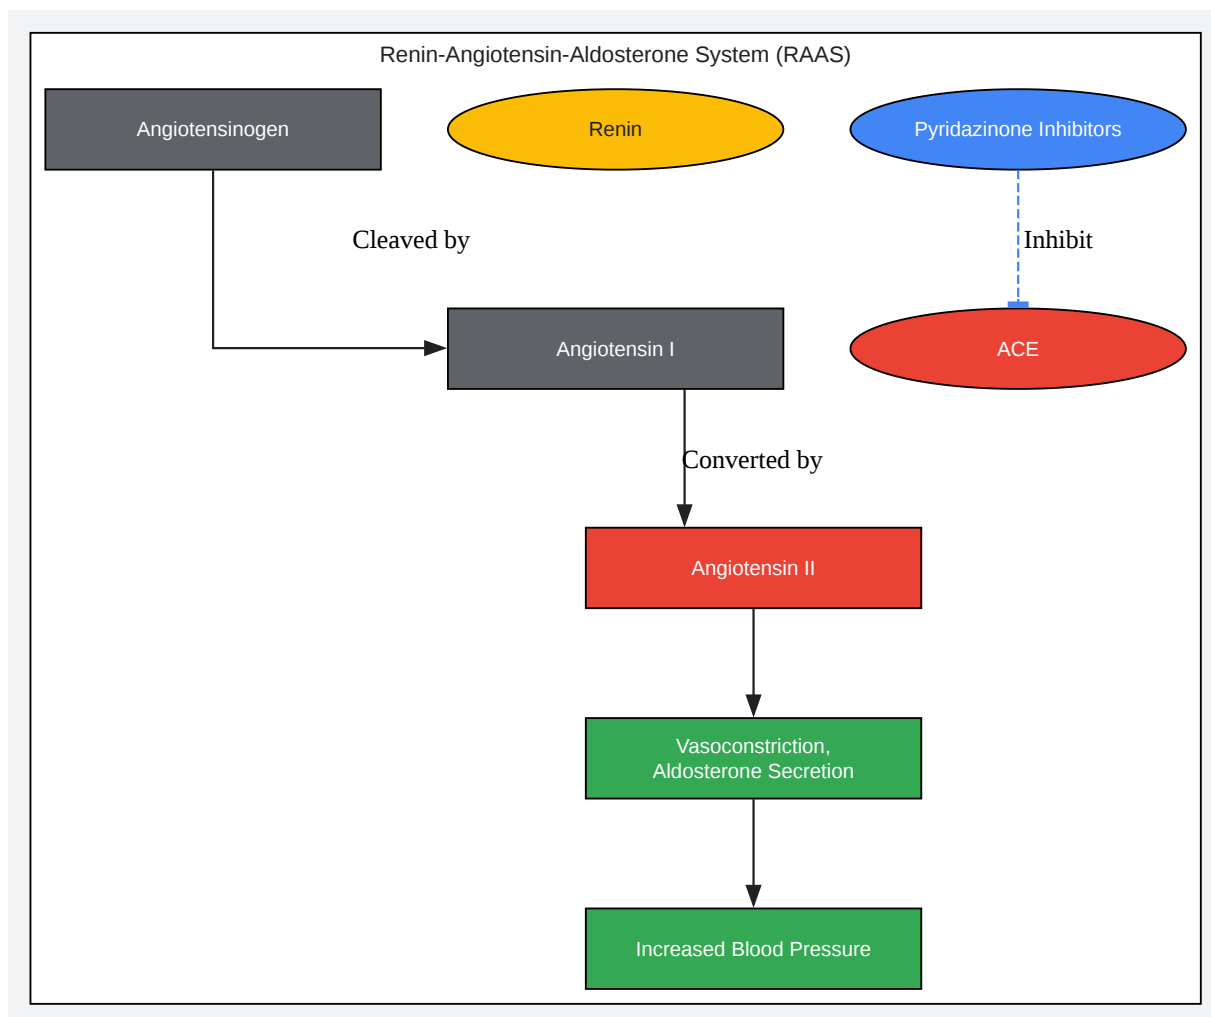 Renin-Angiotensin-Aldosterone System (RAAS)
Angiotensinogen
Renin
Pyridazinone Inhibitors
Cleaved by
Inhibit
Angiotensin I
ACE
Converted by
Angiotensin II
Vasoconstriction,
Aldosterone Secretion
Increased Blood Pressure